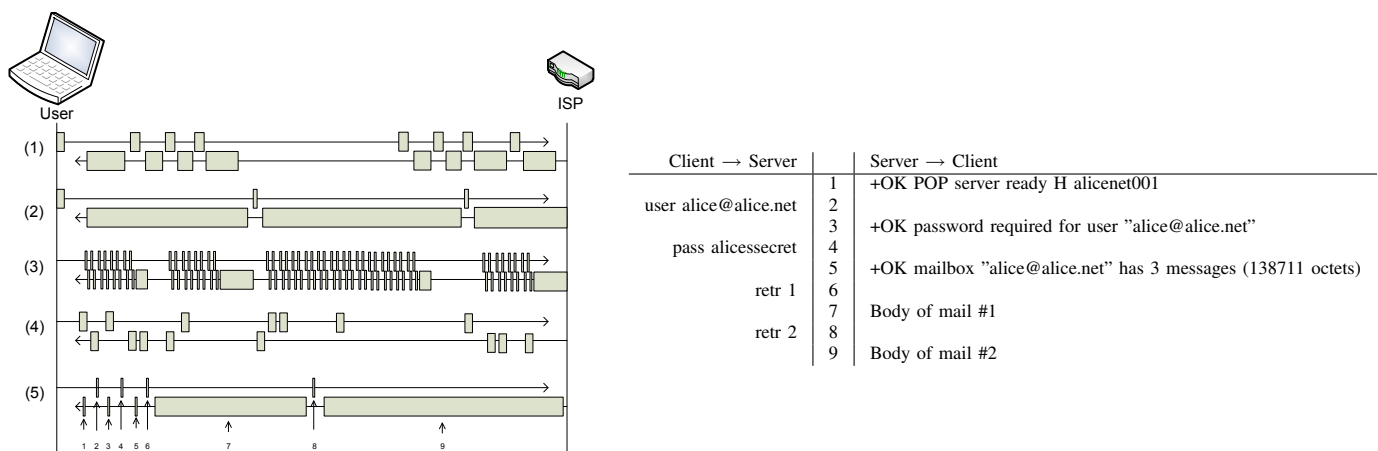 User
ISP
(1)
(2)
(3)
(4)
(5)
1 2 3 4 5 6 7 8 9
Client → Server Server → Client
1 +OK POP server ready H alicenet001
user alice@alice.net 2
3 +OK password required for user ”alice@alice.net”
pass alicessecret 4
5 +OK mailbox ”alice@alice.net” has 3 messages (138711 octets)
retr 1 6
7 Body of mail #1
retr 2 8
9 Body of mail #2